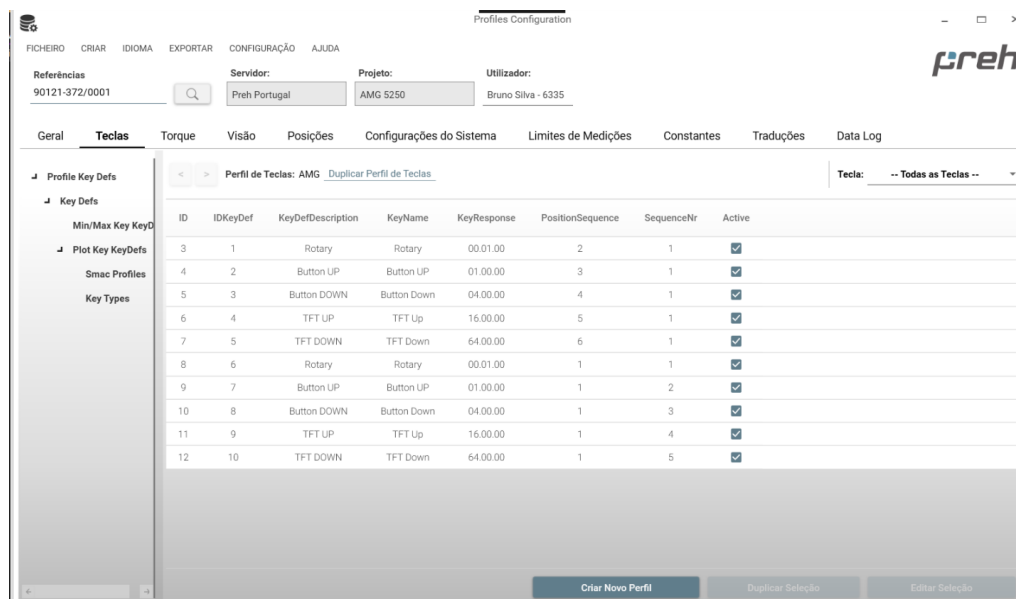 Profiles Configuration
FICHEIRO CRIAR IDIOMA EXPORTAR CONFIGURAÇÃO AJUDA
preh
Referências Servidor: Projeto: Utilizador:
90121-372/0001 Preh Portugal AMG 5250 Bruno Silva - 6335
Geral Teclas Torque Visão Posições Configurações do Sistema Limites de Medições Constantes Traduções Data Log
Profile Key Defs
Key Defs
Min/Max Key KeyD
Plot Key KeyDefs
Smac Profiles
Key Types
< > Perfil de Teclas: AMG Duplicar Perfil de Teclas Tecla: -- Todas as Teclas --
ID IDKeyDef KeyDefDescription KeyName KeyResponse PositionSequence SequenceNr Active
3 1 Rotary Rotary 00.01.00 2 1
4 2 Button UP Button UP 01.00.00 3 1
5 3 Button DOWN Button Down 04.00.00 4 1
6 4 TFT UP TFT Up 16.00.00 5 1
7 5 TFT DOWN TFT Down 64.00.00 6 1
8 6 Rotary Rotary 00.01.00 1 1
9 7 Button UP Button UP 01.00.00 1 2
10 8 Button DOWN Button Down 04.00.00 1 3
11 9 TFT UP TFT Up 16.00.00 1 4
12 10 TFT DOWN TFT Down 64.00.00 1 5
Criar Novo Perfil Duplicar Seleção Editar Seleção